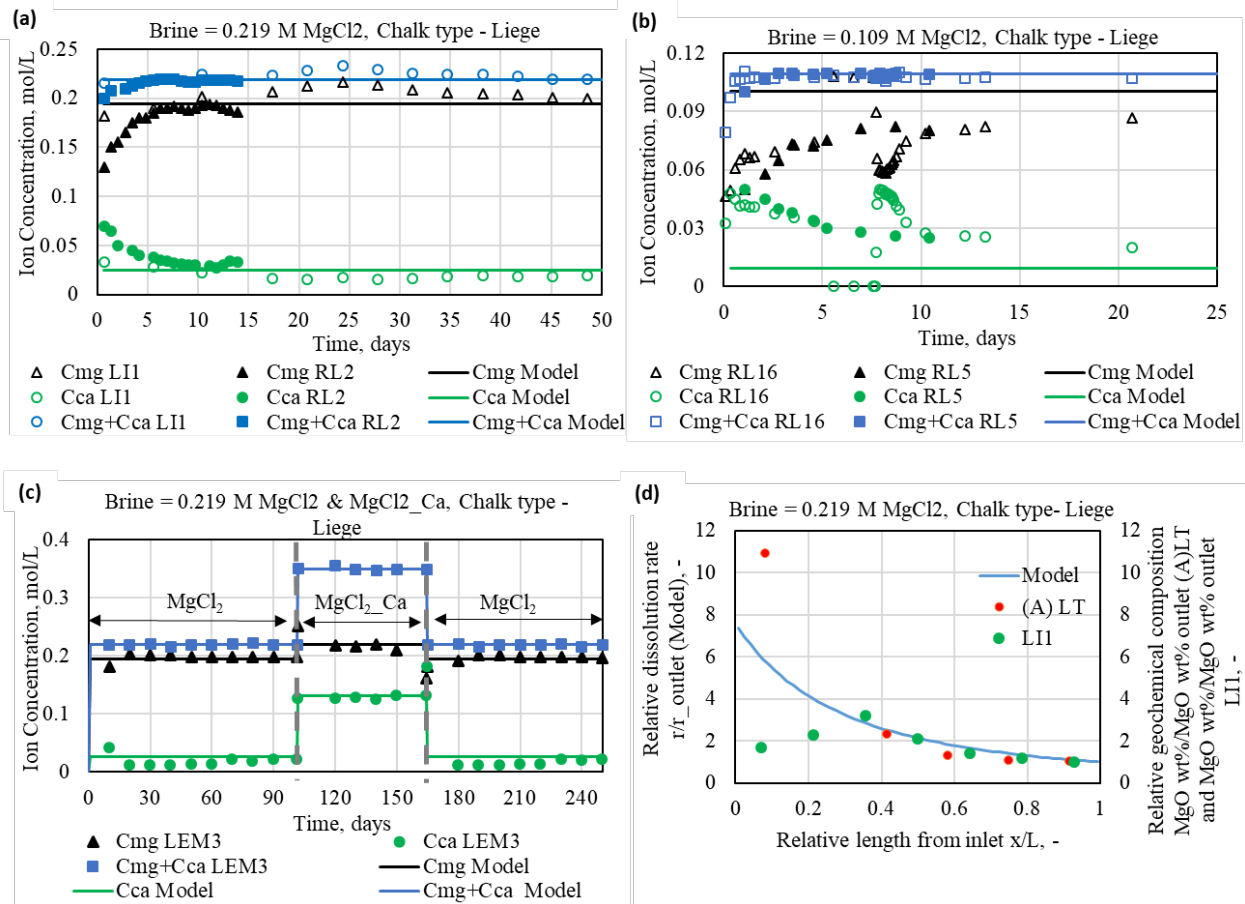 (a)
Brine = 0.219 M MgCl2, Chalk type - Liege
Ion Concentration, mol/L
0.25
0.2
0.15
0.1
0.05
0
0 5 10 15 20 25 30 35 40 45 50
Time, days
Cmg LI1 Cmg RL2 Cmg Model
Cca LI1 Cca RL2 Cca Model
Cmg+Cca LI1 Cmg+Cca RL2 Cmg+Cca Model
(b)
Brine = 0.109 M MgCl2, Chalk type - Liege
Ion Concentration, mol/L
0.12
0.09
0.06
0.03
0
0 5 10 15 20 25
Time, days
Cmg RL16 Cmg RL5 Cmg Model
Cca RL16 Cca RL5 Cca Model
Cmg+Cca RL16 Cmg+Cca RL5 Cmg+Cca Model
(c)
Brine = 0.219 M MgCl2 & MgCl2_Ca, Chalk type -
Liege
Ion Concentration, mol/L
0.4
0.3
0.2
0.1
0
MgCl₂ MgCl₂_Ca MgCl₂
0 30 60 90 120 150 180 210 240
Time, days
Cmg LEM3 Cca LEM3
Cmg+Cca LEM3 Cmg Model
Cca Model Cmg+Cca Model
(d)
Brine = 0.219 M MgCl2, Chalk type- Liege
Relative dissolution rate
r/r_outlet (Model), -
12
10
8
6
4
2
0
Model
(A) LT
LI1
12
10
8
6
4
2
0
0 0.2 0.4 0.6 0.8 1
Relative length from inlet x/L, -
Relative geochemical composition
MgO wt%/MgO wt% outlet (A)LT
and MgO wt%/MgO wt% outlet
LI1, -